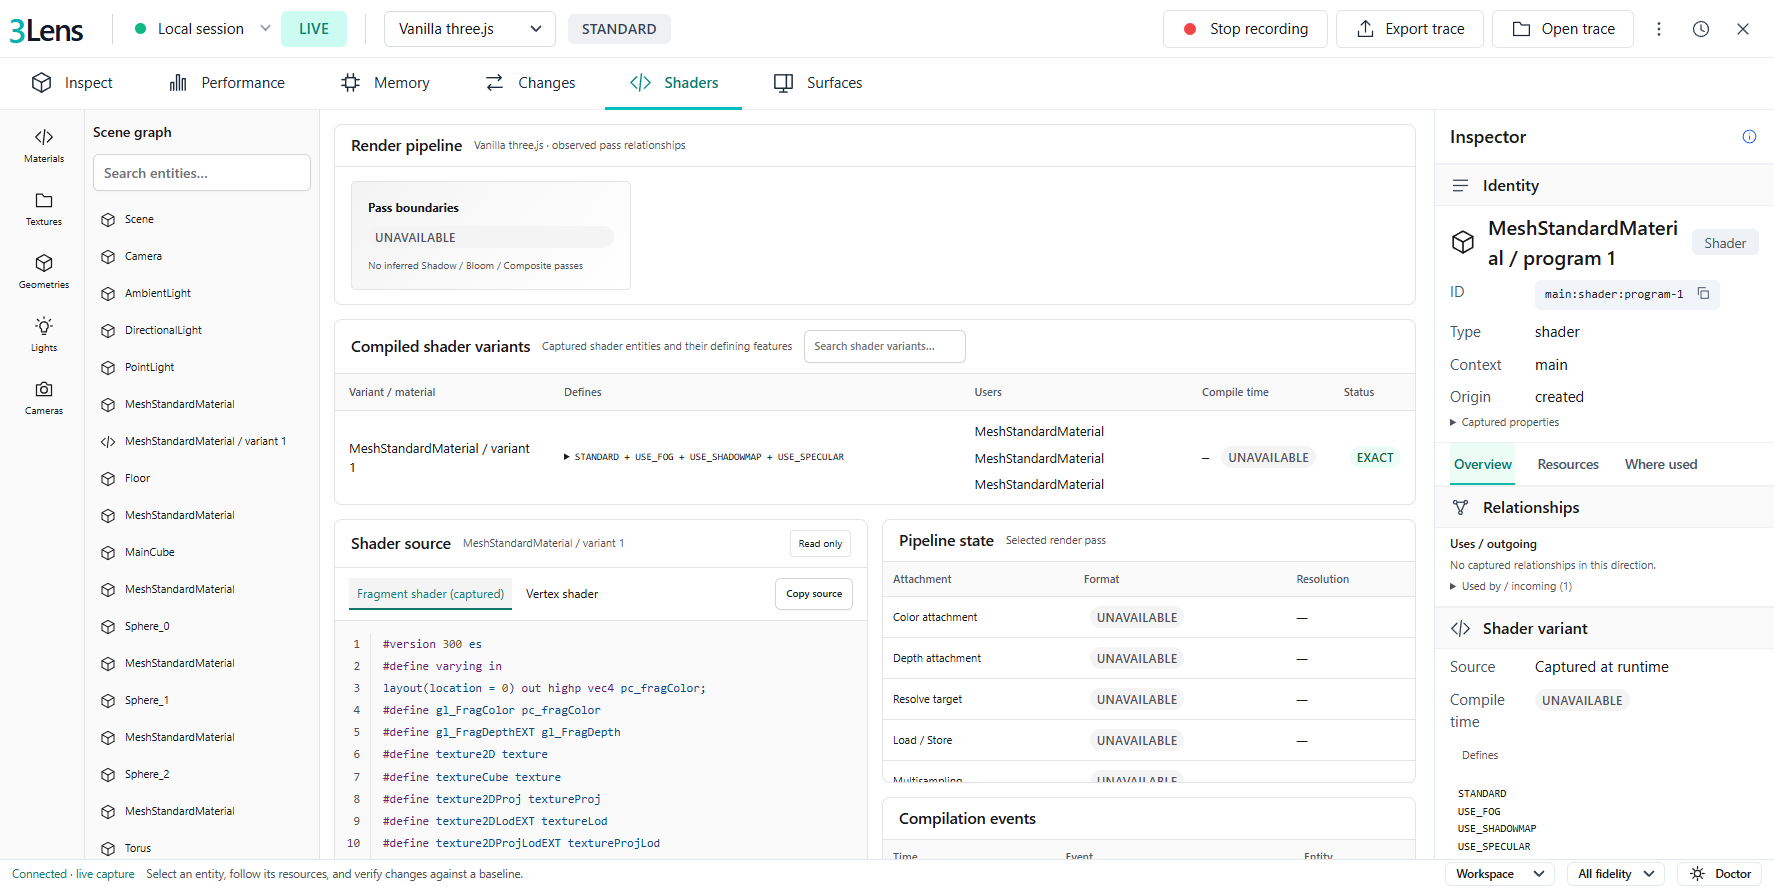 3Lens
Local session
LIVE
Vanilla three.js
STANDARD
Stop recording
Export trace
Open trace
Inspect
Performance
Memory
Changes
Shaders
Surfaces
Materials
Textures
Geometries
Lights
Cameras
Scene graph
Search entities...
Scene
Camera
AmbientLight
DirectionalLight
PointLight
MeshStandardMaterial
MeshStandardMaterial / variant 1
Floor
MeshStandardMaterial
MainCube
MeshStandardMaterial
Sphere_0
MeshStandardMaterial
Sphere_1
MeshStandardMaterial
Sphere_2
MeshStandardMaterial
Torus
Render pipeline
Vanilla three.js · observed pass relationships
Pass boundaries
UNAVAILABLE
No inferred Shadow / Bloom / Composite passes
Compiled shader variants
Captured shader entities and their defining features
Search shader variants...
Variant / material
Defines
Users
Compile time
Status
MeshStandardMaterial / variant
1
STANDARD + USE_FOG + USE_SHADOWMAP + USE_SPECULAR
MeshStandardMaterial
MeshStandardMaterial
MeshStandardMaterial
– UNAVAILABLE
EXACT
Shader source
MeshStandardMaterial / variant 1
Read only
Fragment shader (captured)
Vertex shader
Copy source
1 #version 300 es
2 #define varying in
3 layout(location = 0) out highp vec4 pc_fragColor;
4 #define gl_FragColor pc_fragColor
5 #define gl_FragDepthEXT gl_FragDepth
6 #define texture2D texture
7 #define textureCube texture
8 #define texture2DProj textureProj
9 #define texture2DLodEXT textureLod
10 #define texture2DProjLodEXT textureProjLod
Pipeline state
Selected render pass
Attachment
Format
Resolution
Color attachment
UNAVAILABLE
—
Depth attachment
UNAVAILABLE
—
Resolve target
UNAVAILABLE
—
Load / Store
UNAVAILABLE
—
Multisampling
UNAVAILABLE
Compilation events
Time
Event
Entity
Inspector
Identity
MeshStandardMateri
al / program 1
Shader
ID
main:shader:program-1
Type
shader
Context
main
Origin
created
Captured properties
Overview
Resources
Where used
Relationships
Uses / outgoing
No captured relationships in this direction.
Used by / incoming (1)
Shader variant
Source
Captured at runtime
Compile
time
UNAVAILABLE
Defines
STANDARD
USE_FOG
USE_SHADOWMAP
USE_SPECULAR
Connected · live capture
Select an entity, follow its resources, and verify changes against a baseline.
Workspace
All fidelity
Doctor